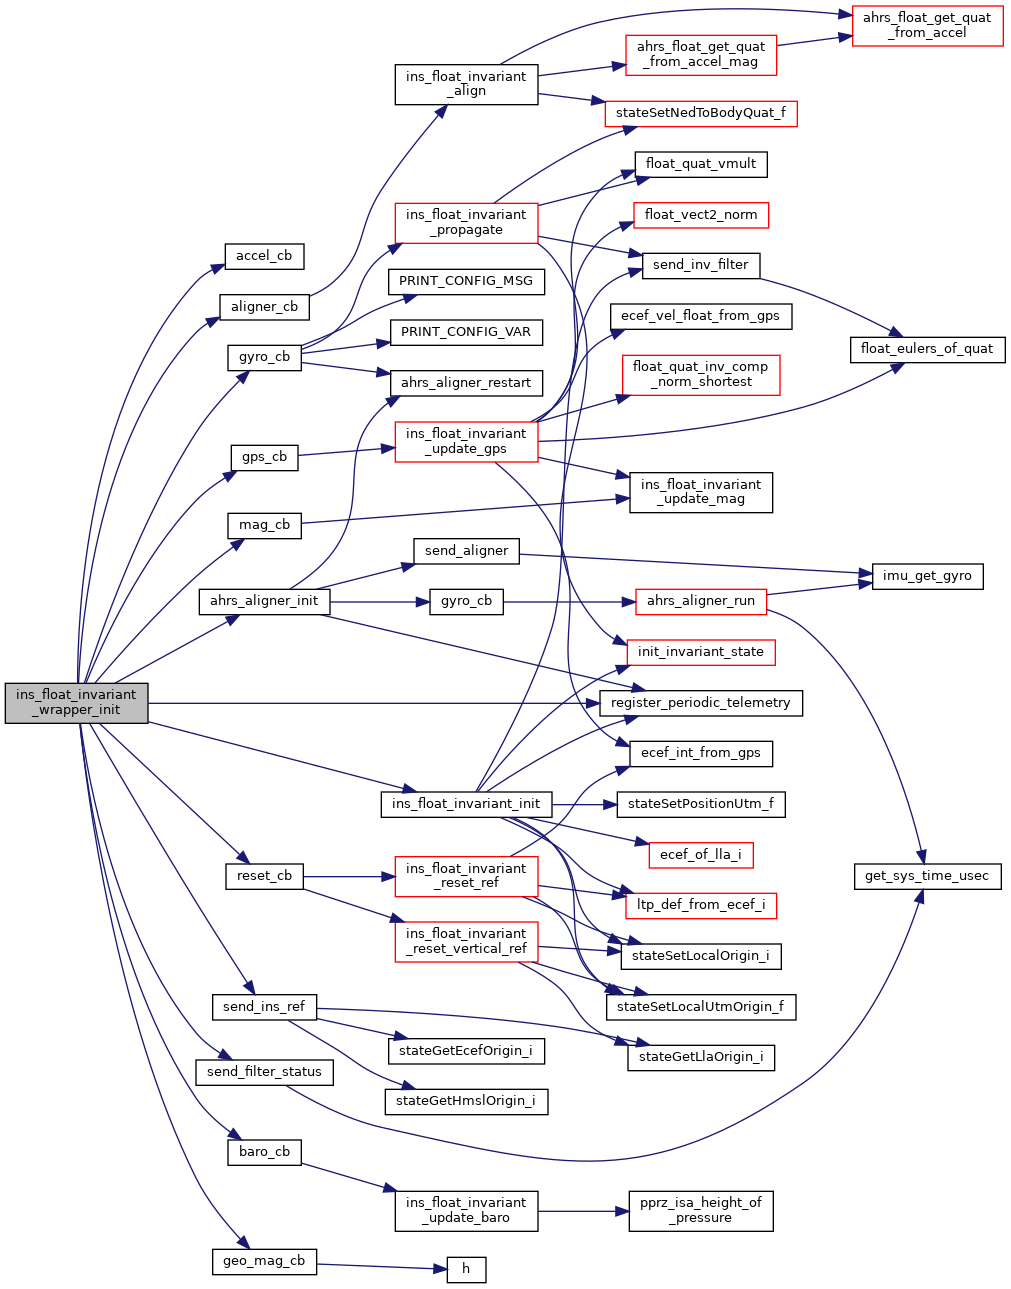 ins_float_invariant
_wrapper_init
accel_cb
aligner_cb
gyro_cb
gps_cb
mag_cb
ahrs_aligner_init
reset_cb
send_ins_ref
send_filter_status
baro_cb
geo_mag_cb
ins_float_invariant
_align
ins_float_invariant
_propagate
PRINT_CONFIG_MSG
PRINT_CONFIG_VAR
ahrs_aligner_restart
ins_float_invariant
_update_gps
send_aligner
gyro_cb
ins_float_invariant_init
ins_float_invariant
_reset_ref
ins_float_invariant
_reset_vertical_ref
stateGetEcefOrigin_i
stateGetHmslOrigin_i
ins_float_invariant
_update_baro
h
ahrs_float_get_quat
_from_accel_mag
stateSetNedToBodyQuat_f
float_quat_vmult
float_vect2_norm
send_inv_filter
ecef_vel_float_from_gps
float_quat_inv_comp
_norm_shortest
ins_float_invariant
_update_mag
ahrs_aligner_run
init_invariant_state
register_periodic_telemetry
ecef_int_from_gps
stateSetPositionUtm_f
ecef_of_lla_i
ltp_def_from_ecef_i
stateSetLocalOrigin_i
stateSetLocalUtmOrigin_f
stateGetLlaOrigin_i
pprz_isa_height_of
_pressure
ahrs_float_get_quat
_from_accel
float_eulers_of_quat
imu_get_gyro
get_sys_time_usec